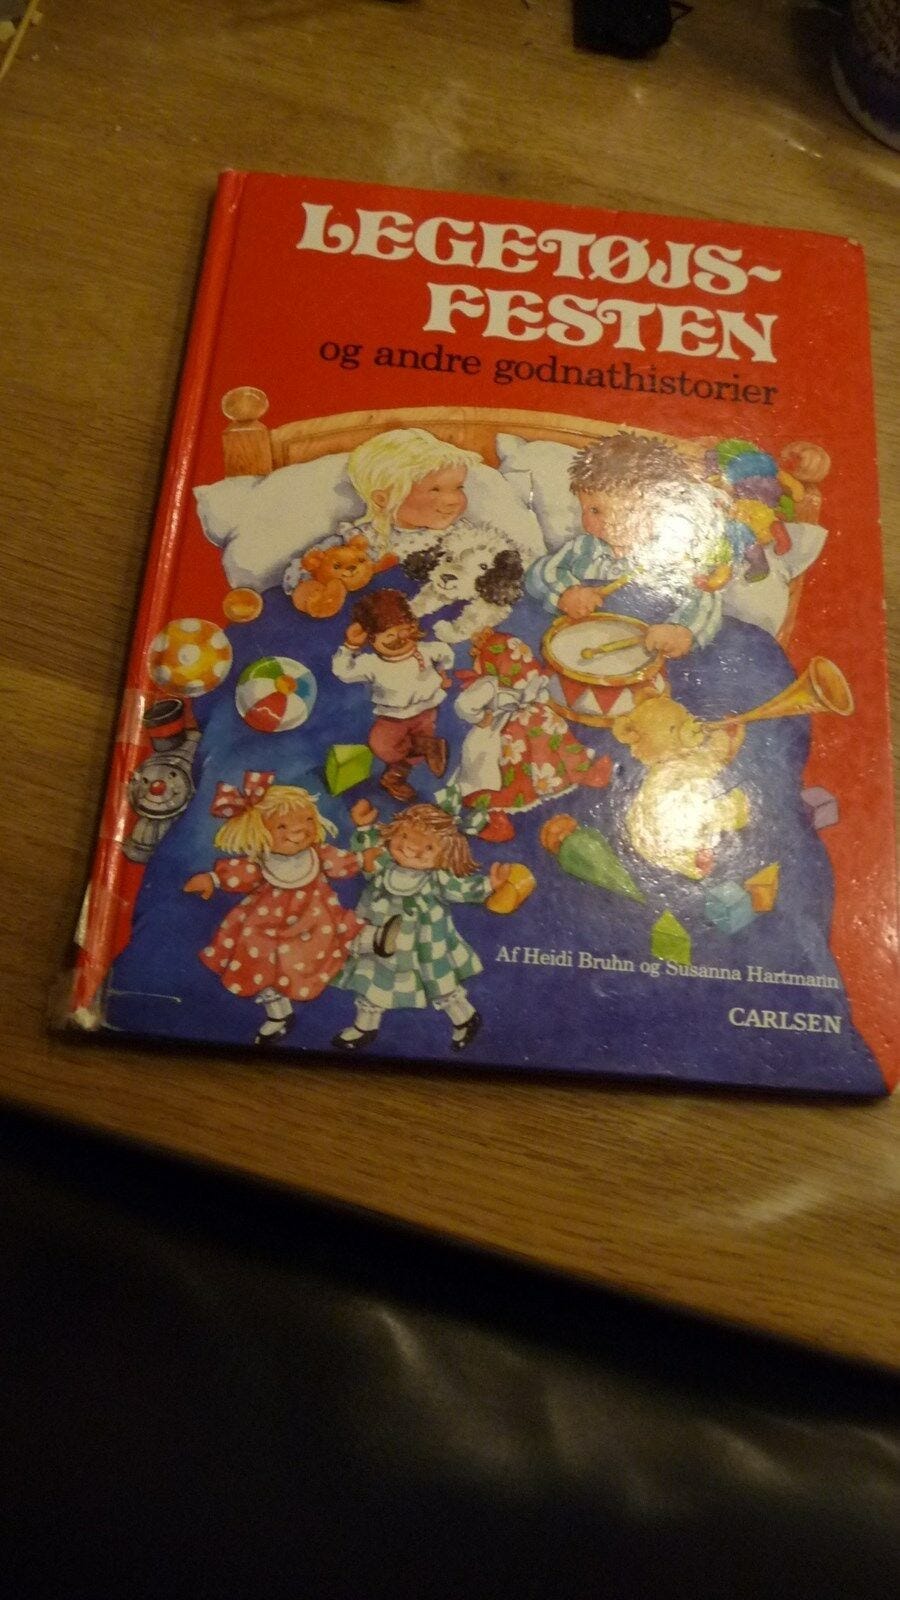 LEGETØJS-
FESTEN
og andre godnathistorier
Af Heidi Bruhn og Susanna Hartmann
CARLSEN